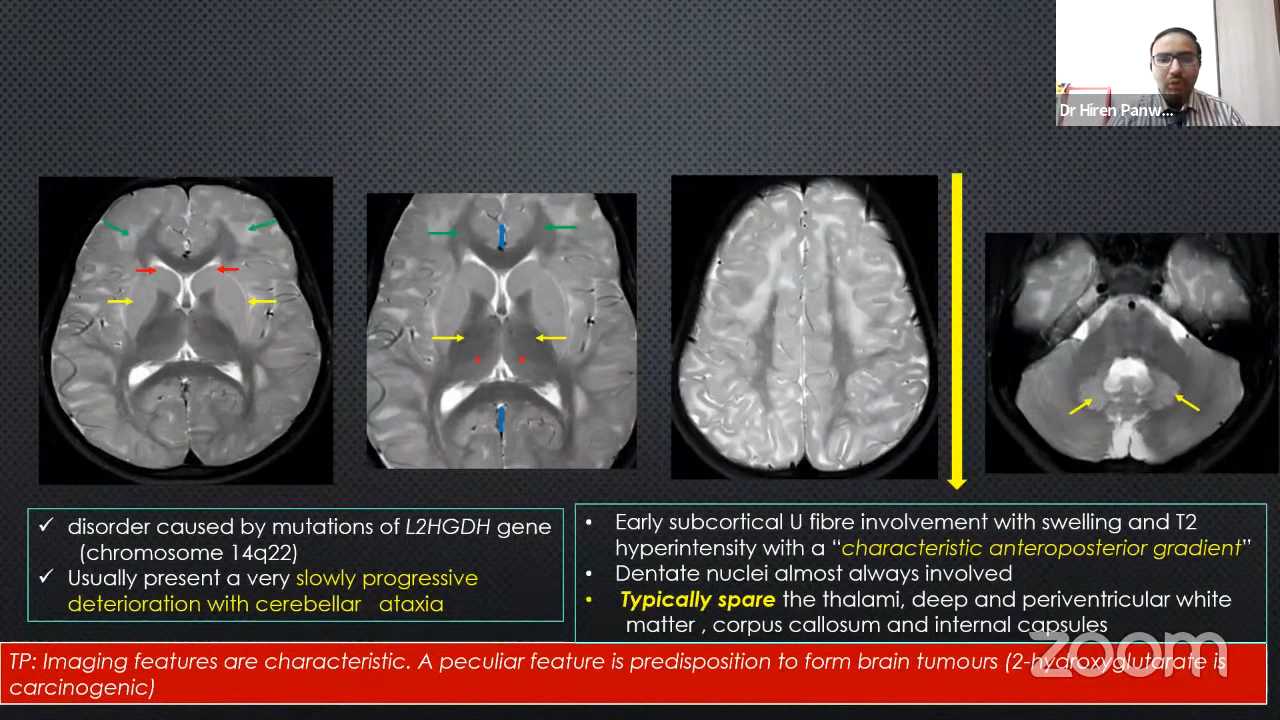 Dr Hiren Panw...
✓ disorder caused by mutations of L2HGDH gene
(chromosome 14q22)
✓ Usually present a very slowly progressive
deterioration with cerebellar ataxia
• Early subcortical U fibre involvement with swelling and T2
hyperintensity with a “characteristic anteroposterior gradient”
• Dentate nuclei almost always involved
• Typically spare the thalami, deep and periventricular white
matter , corpus callosum and internal capsules
TP: Imaging features are characteristic. A peculiar feature is predisposition to form brain tumours (2-hydroxyglutarate is
carcinogenic)
zoom